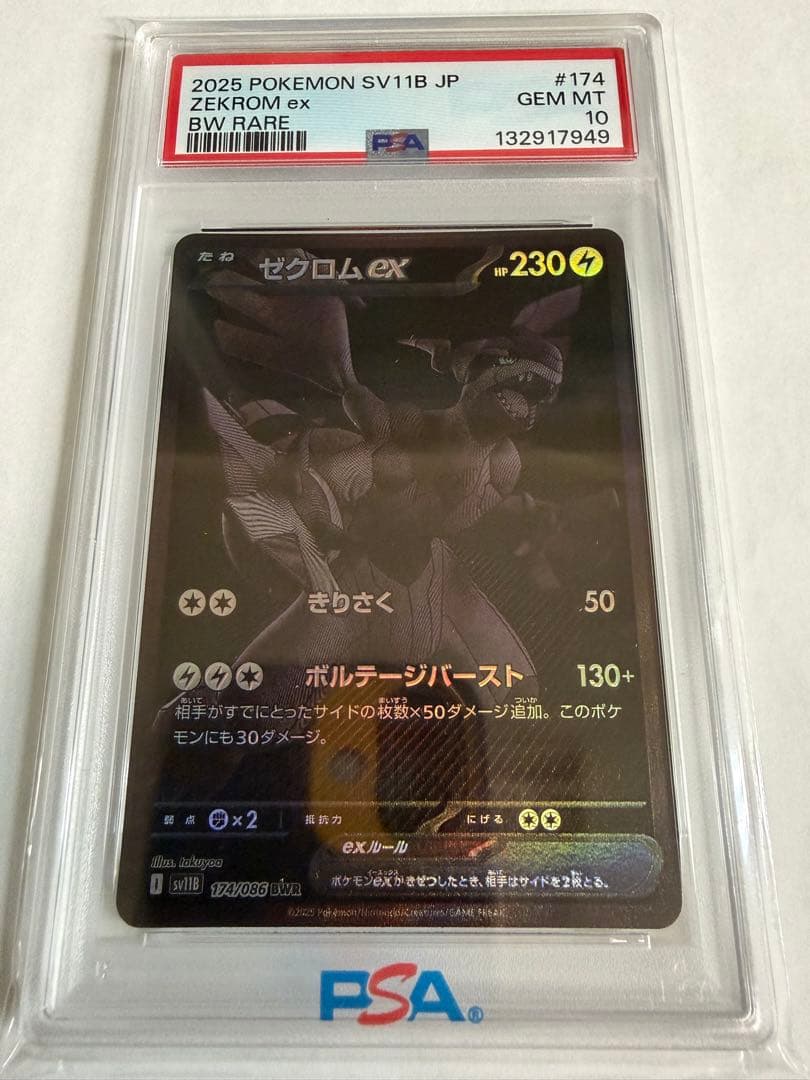 2025 POKEMON SV11B JP #174
ZEKROM ex GEM MT
BW RARE 10
PSA 132917949
たね ゼクロムex HP230
きりさく 50
ボルテージバースト 130+
相手がすでにとったサイドの枚数×50ダメージ追加。このポケ
モンにも30ダメージ。
弱点 ×2 抵抗力 にげる
exルール
ポケモンexがきぜつしたとき、相手はサイドを2枚とる。
Illus. takuyoa
I sv11B 174/086 BWR
©2025 Pokémon/Nintendo/Creatures/GAME FREAK
PSA®